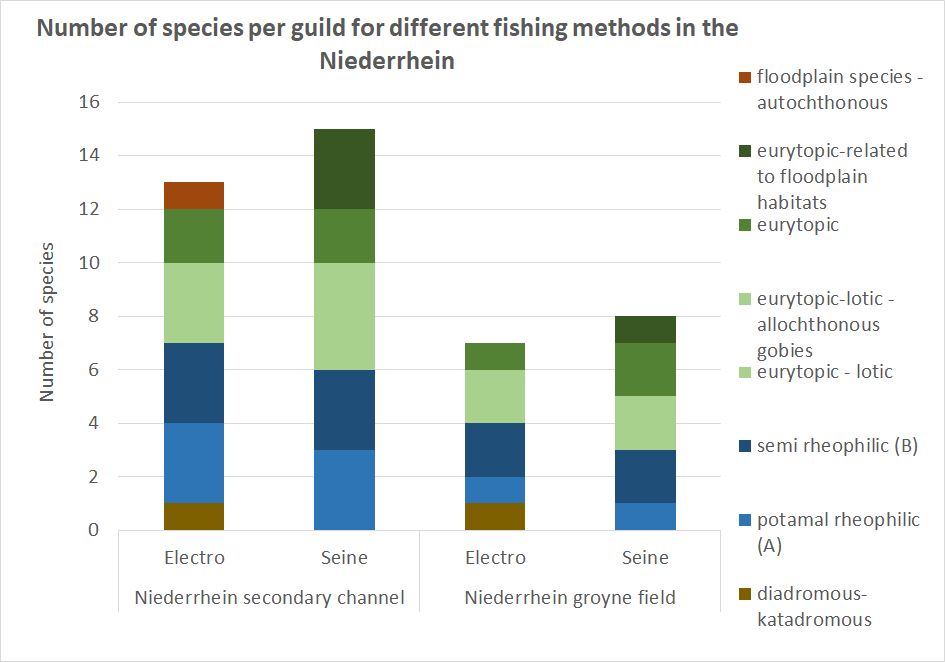 Number of species per guild for different fishing methods in the
Niederrhein
Number of species
16
14
12
10
8
6
4
2
0
Electro
Seine
Electro
Seine
Niederrhein secondary channel
Niederrhein groyne field
floodplain species -
autochthonous
eurytopic-related
to floodplain
habitats
eurytopic
eurytopic-lotic -
allochthonous
gobies
eurytopic - lotic
semi rheophilic (B)
potamal rheophilic
(A)
diadromous-
katadromous